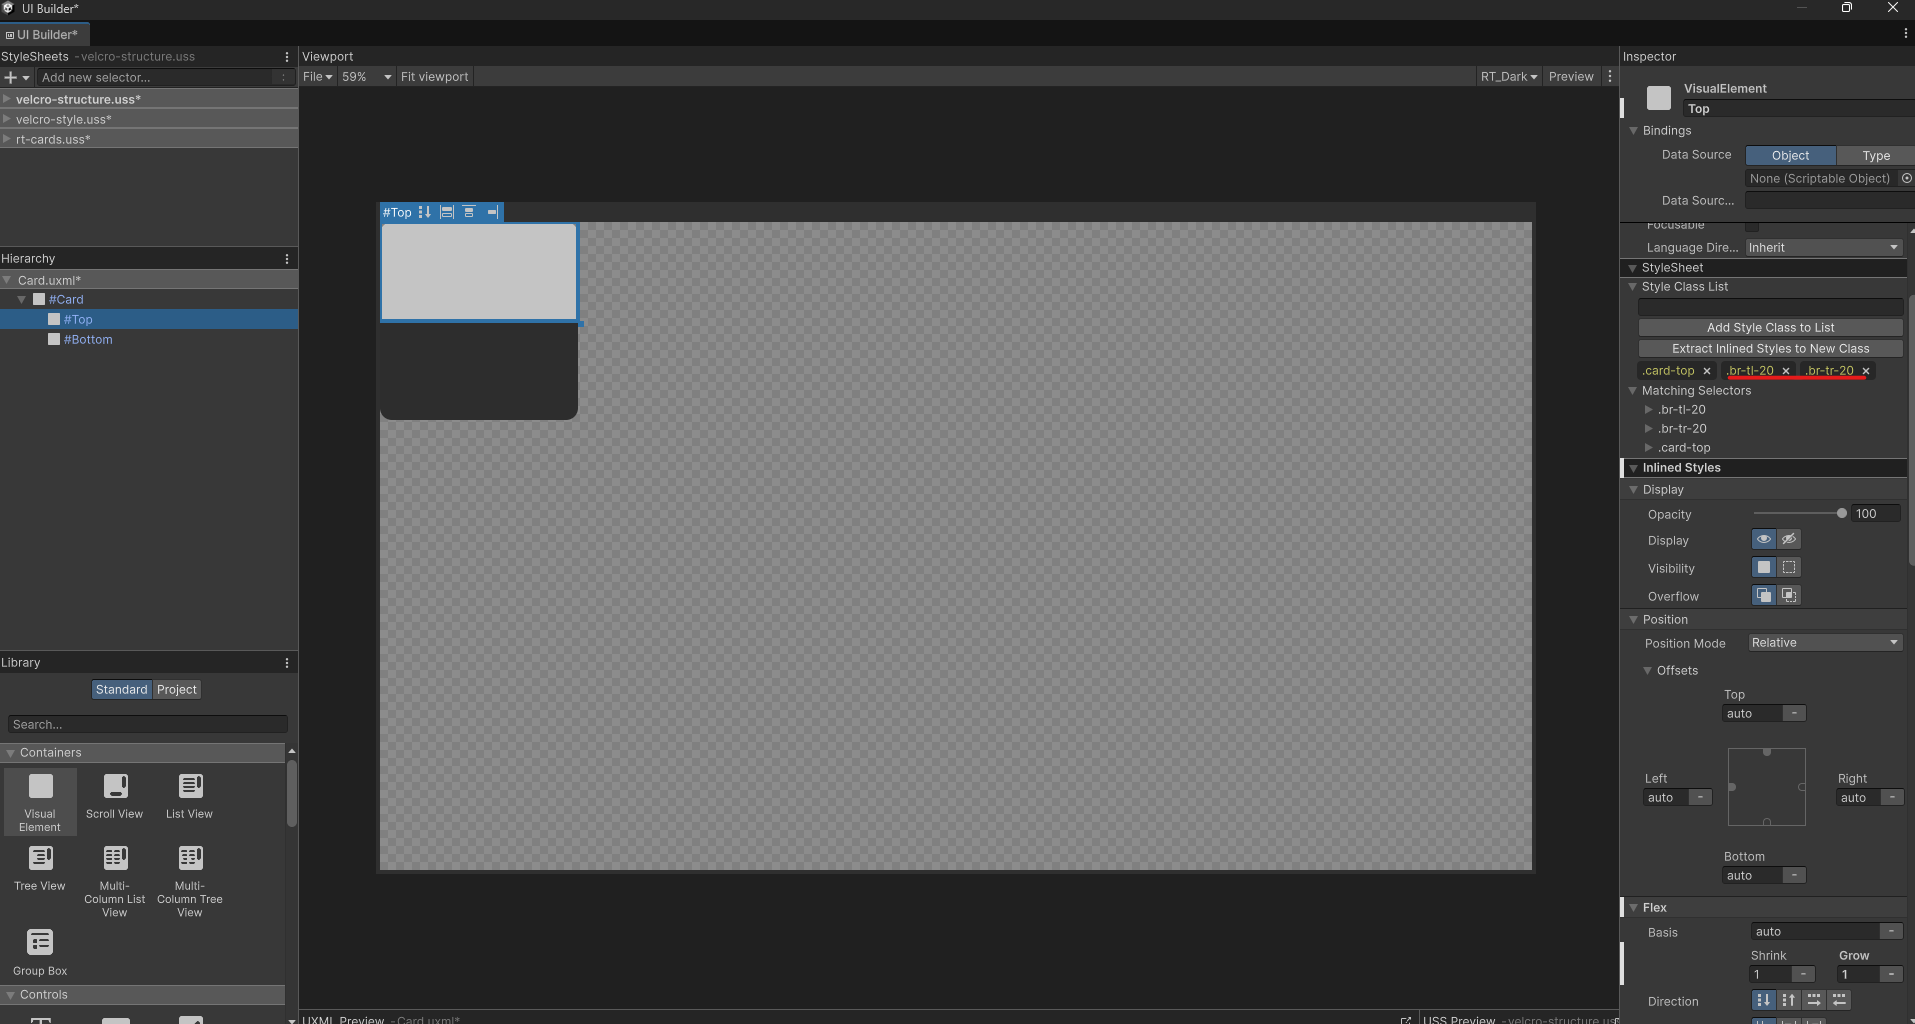 UI Builder*
UI Builder*
StyleSheets - velcro-structure.uss
Add new selector...
velcro-structure.uss*
velcro-style.uss*
rt-cards.uss*
Hierarchy
Card.uxml*
#Card
#Top
#Bottom
Library
Standard Project
Search...
Containers
Visual Element
Scroll View
List View
Tree View
Multi-Column List View
Multi-Column Tree View
Group Box
Controls
Viewport
File 59% Fit viewport
RT_Dark Preview
#Top
UXML Preview - Card.uxml*
USS Preview - velcro-structure.us
Inspector
VisualElement
Top
Bindings
Data Source Object Type
None (Scriptable Object)
Data Sourc...
Focusable
Language Dire... Inherit
StyleSheet
Style Class List
Add Style Class to List
Extract Inlined Styles to New Class
.card-top × .br-tl-20 × .br-tr-20 ×
Matching Selectors
.br-tl-20
.br-tr-20
.card-top
Inlined Styles
Display
Opacity 100
Display
Visibility
Overflow
Position
Position Mode Relative
Offsets
Top
auto -
Left Right
auto - auto -
Bottom
auto -
Flex
Basis auto -
Shrink Grow
1 - 1 -
Direction